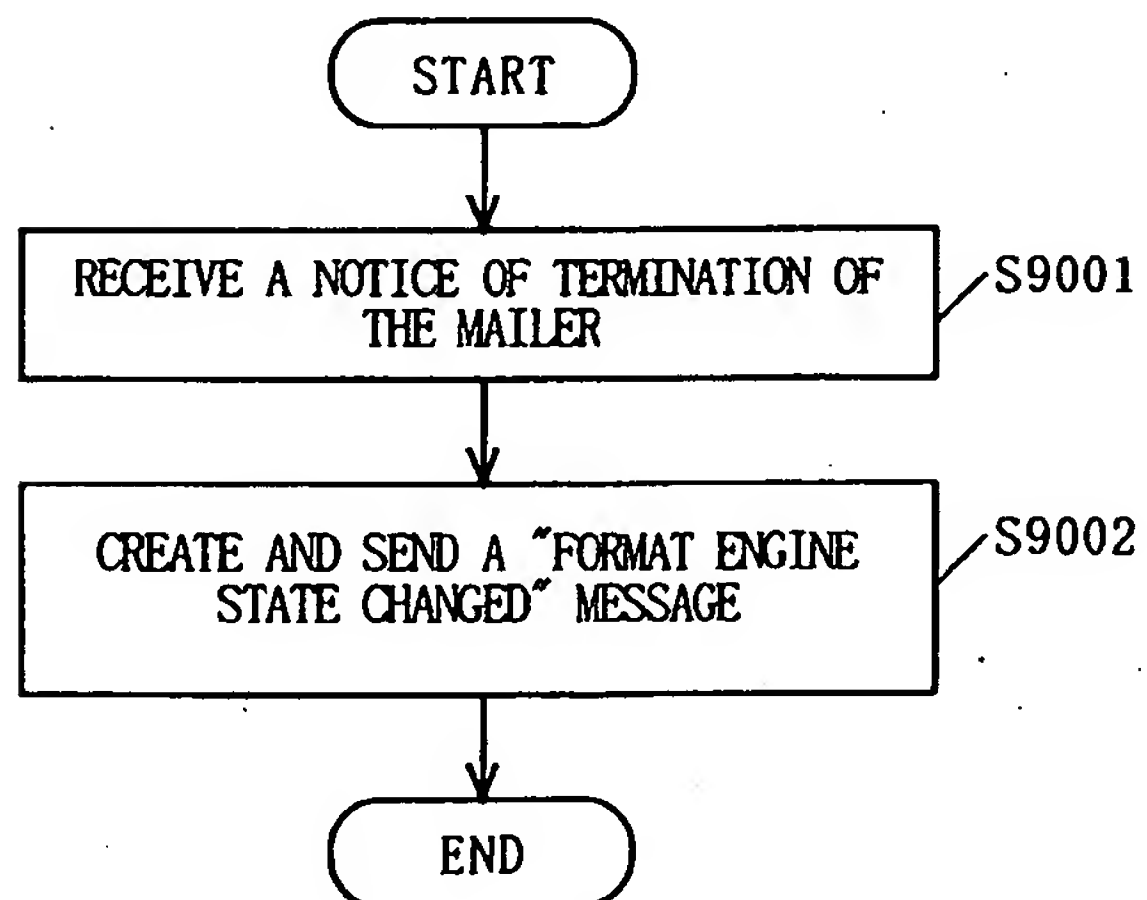 START
RECEIVE A NOTICE OF TERMINATION OF
THE MAILER
S9001
CREATE AND SEND A "FORMAT ENGINE
STATE CHANGED" MESSAGE
S9002
END